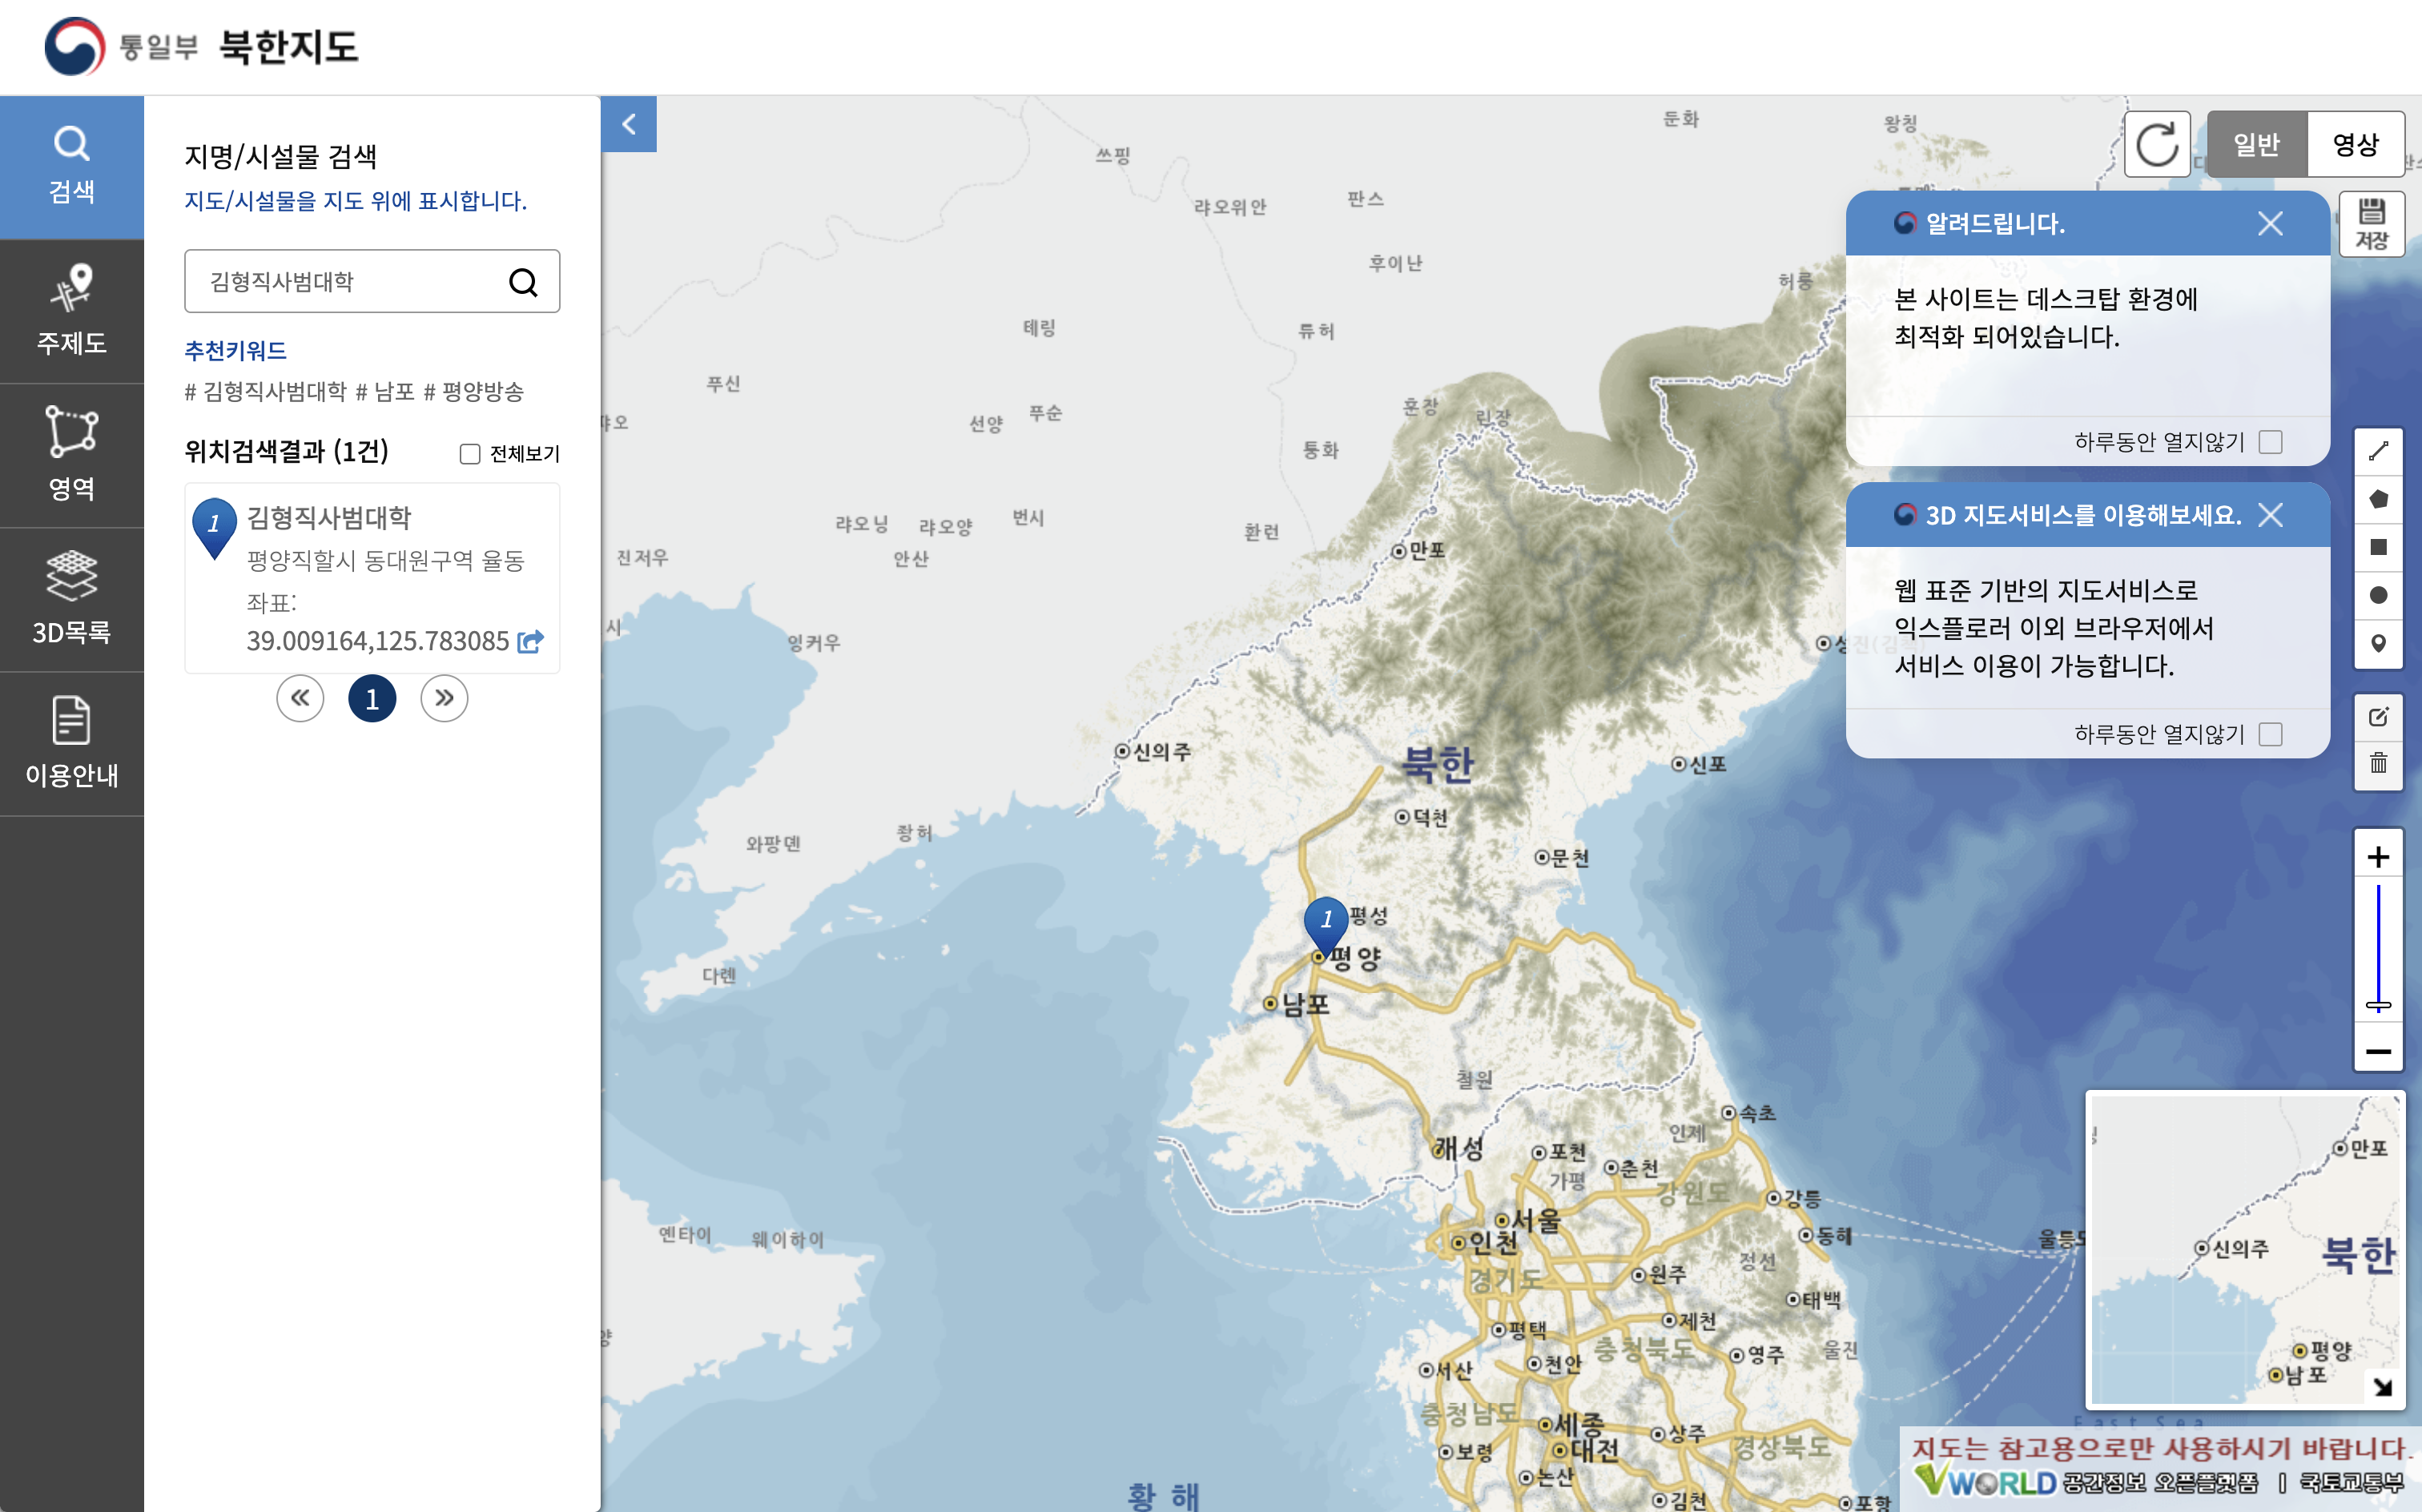 통일부 북한지도
검색
주제도
영역
3D목록
이용안내
지명/시설물 검색
지도/시설물을 지도 위에 표시합니다.
김형직사범대학
추천키워드
# 김형직사범대학 # 남포 # 평양방송
위치검색결과 (1건)
전체보기
1
김형직사범대학
평양직할시 동대원구역 율동
좌표:
39.009164,125.783085
1
일반
영상
저장
알려드립니다.
본 사이트는 데스크탑 환경에
최적화 되어있습니다.
하루동안 열지않기
3D 지도서비스를 이용해보세요.
웹 표준 기반의 지도서비스로
익스플로러 이외 브라우저에서
서비스 이용이 가능합니다.
하루동안 열지않기
둔화
왕칭
쓰핑
판스
랴오위안
후이난
허룽
테링
류허
푸신
훈장
린장
푸순
선양
통화
번시
랴오닝
랴오양
환런
만포
안산
진저우
잉커우
신의주
북한
신포
덕천
쫭허
와팡뎬
문천
1
평성
평양
다롄
남포
철원
속초
인제
개성
포천
춘천
가평
강원도
강릉
서울
옌타이
웨이하이
인천
동해
정선
경기도
원주
태백
제천
평택
충청북도
울진
영주
천안
서산
충청남도
세종
상주
경상북도
대전
보령
논산
황 해
김천
포항
만포
신의주
북한
평양
남포
East Sea
지도는 참고용으로만 사용하시기 바랍니다.
VWORLD 공간정보 오픈플랫폼 | 국토교통부